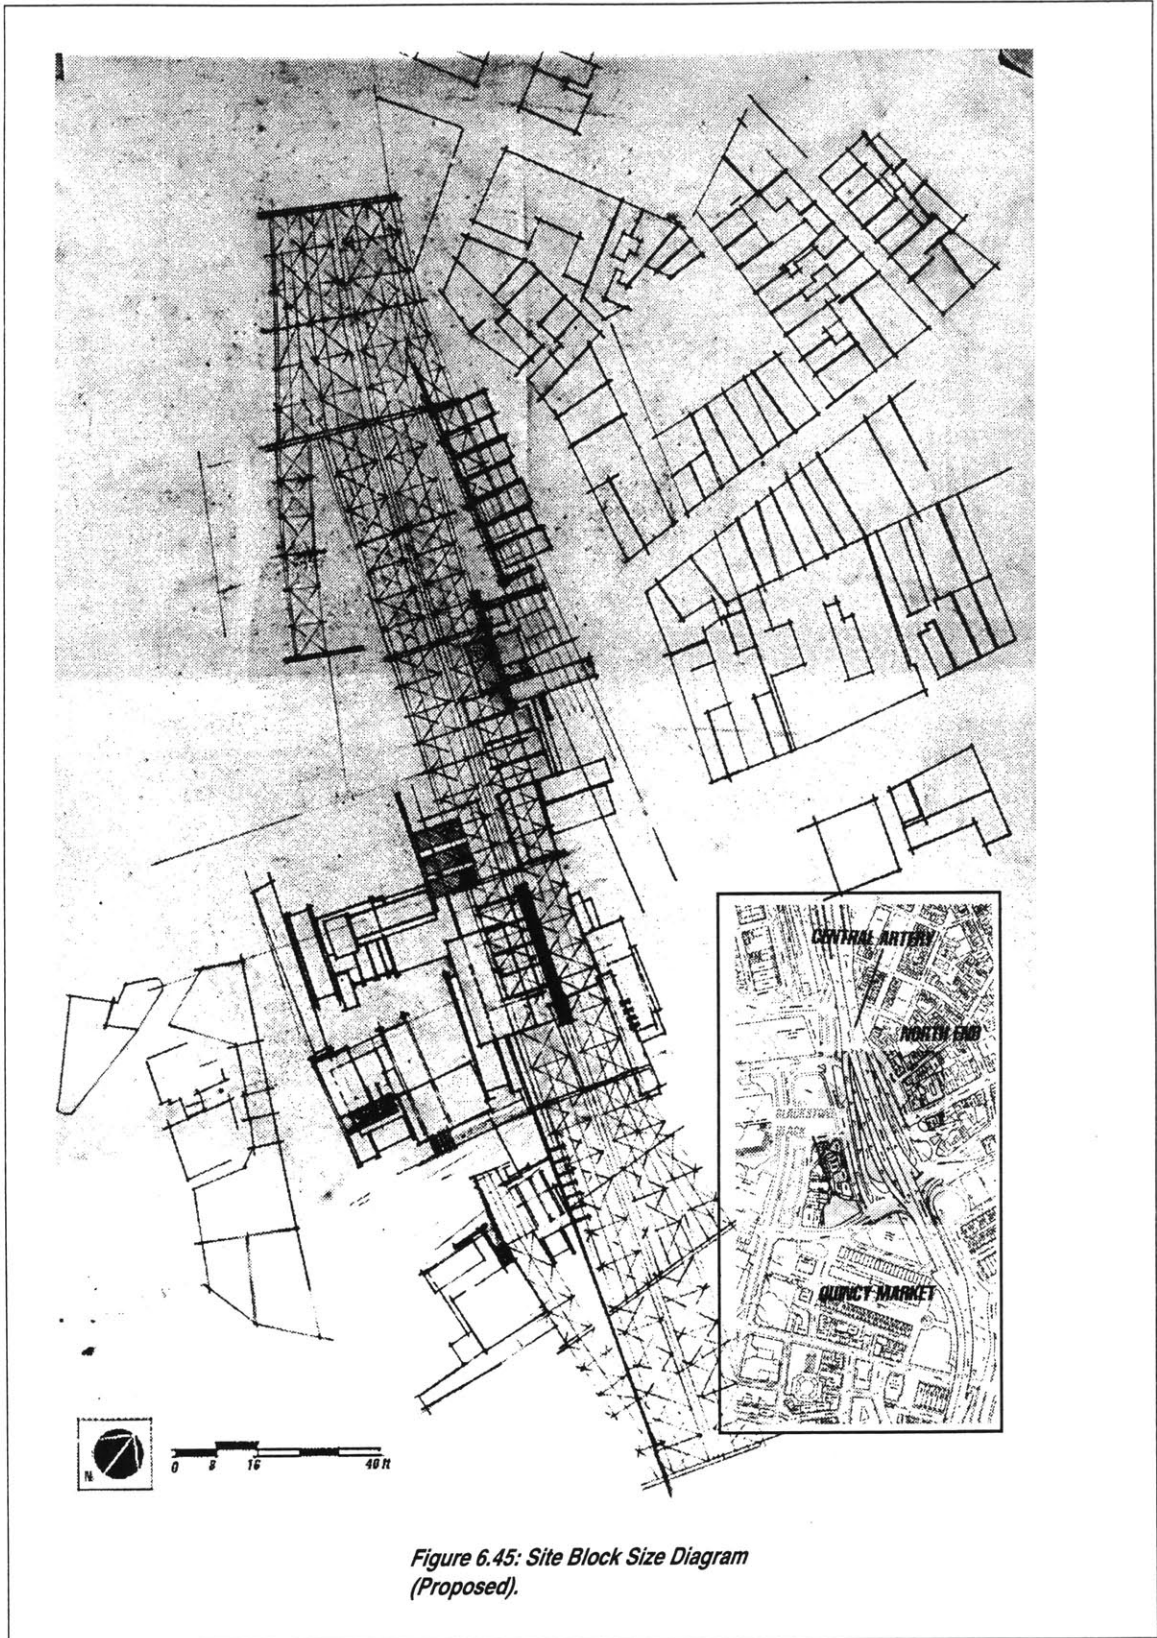 CENTRAL ARTERY
NORTH END
BLACKSTONE
QUINCY MARKET
N
0 8 16 40 ft
Figure 6.45: Site Block Size Diagram
(Proposed).